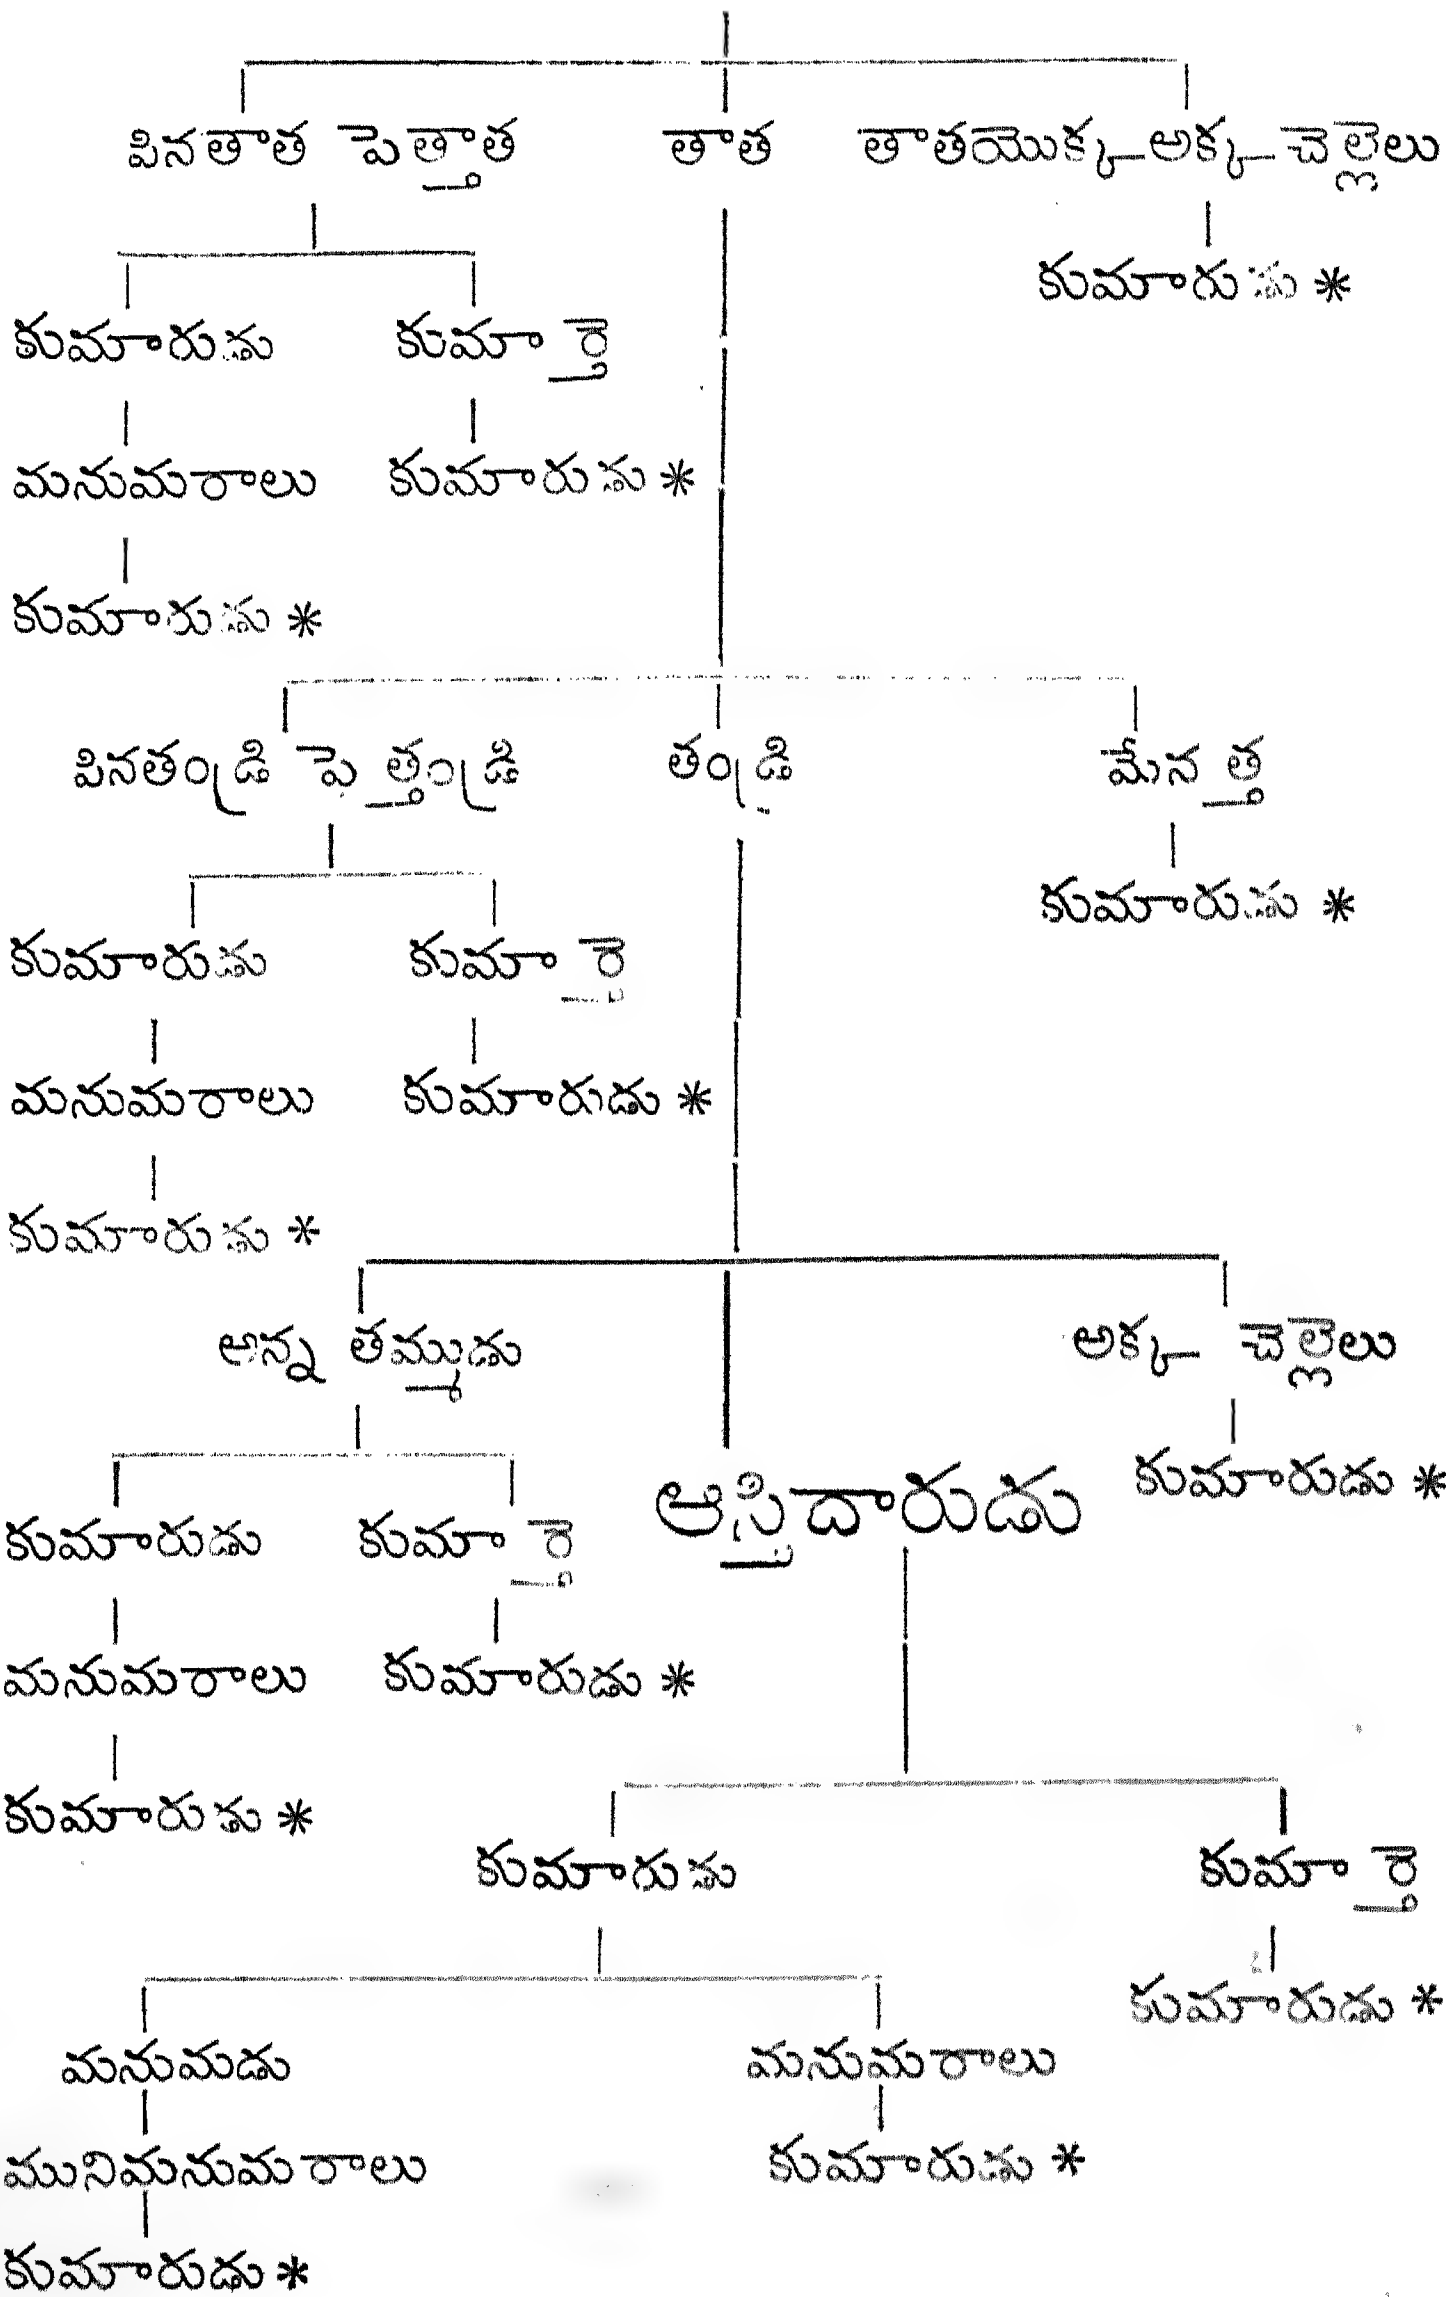 పినతాత పెత్తాత తాత తాతయొక్క అక్క చెల్లెలు
కుమారుడు *
కుమారుడు కుమార్తె
మనుమరాలు కుమారుడు *
కుమారుడు *
పినతండ్రి పెత్తండ్రి తండ్రి మేనత్త
కుమారుడు *
కుమారుడు కుమార్తె
మనుమరాలు కుమారుడు *
కుమారుడు *
అన్న తమ్ముడు అక్క చెల్లెలు
కుమారుడు *
ఆస్తిదారుడు
కుమారుడు కుమార్తె
మనుమరాలు కుమారుడు *
కుమారుడు *
కుమారుడు కుమార్తె
కుమారుడు *
మనుమడు మనుమరాలు
మునిమనుమరాలు కుమారుడు *
కుమారుడు *